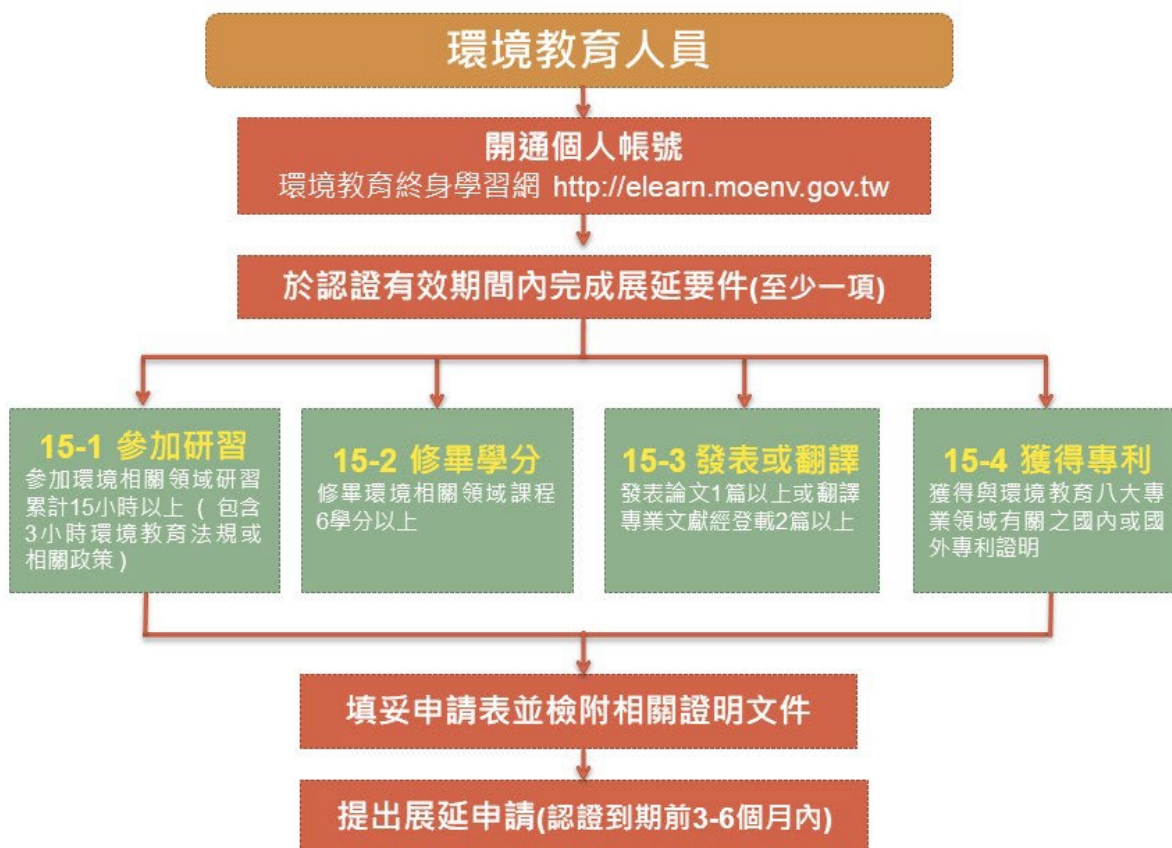 環境教育人員
開通個人帳號
環境教育終身學習網 http://elearn.moenv.gov.tw
於認證有效期間內完成展延要件(至少一項)
15-1 參加研習
參加環境相關領域研習
累計15小時以上 ( 包含
3小時環境教育法規或
相關政策 )
15-2 修畢學分
修畢環境相關領域課程
6學分以上
15-3 發表或翻譯
發表論文1篇以上或翻譯
專業文獻經登載2篇以上
15-4 獲得專利
獲得與環境教育八大專
業領域有關之國內或國
外專利證明
填妥申請表並檢附相關證明文件
提出展延申請(認證到期前3-6個月內)